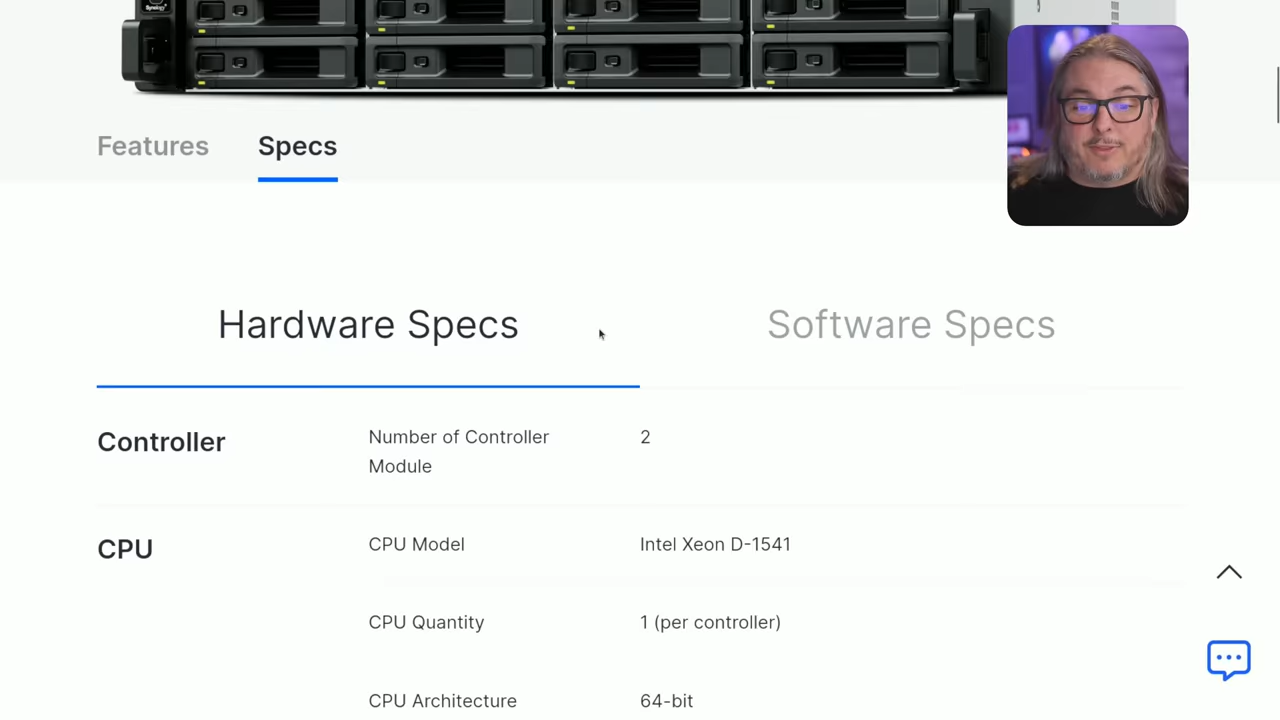 Synology
Features
Specs
Hardware Specs
Software Specs
Controller
Number of Controller
Module
2
CPU
CPU Model
Intel Xeon D-1541
CPU Quantity
1 (per controller)
CPU Architecture
64-bit